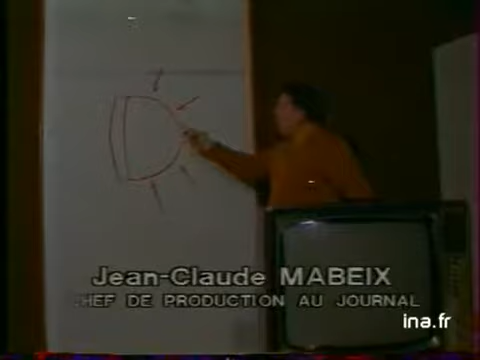 Jean-Claude MABEIX
CHEF DE PRODUCTION AU JOURNAL
ina.fr